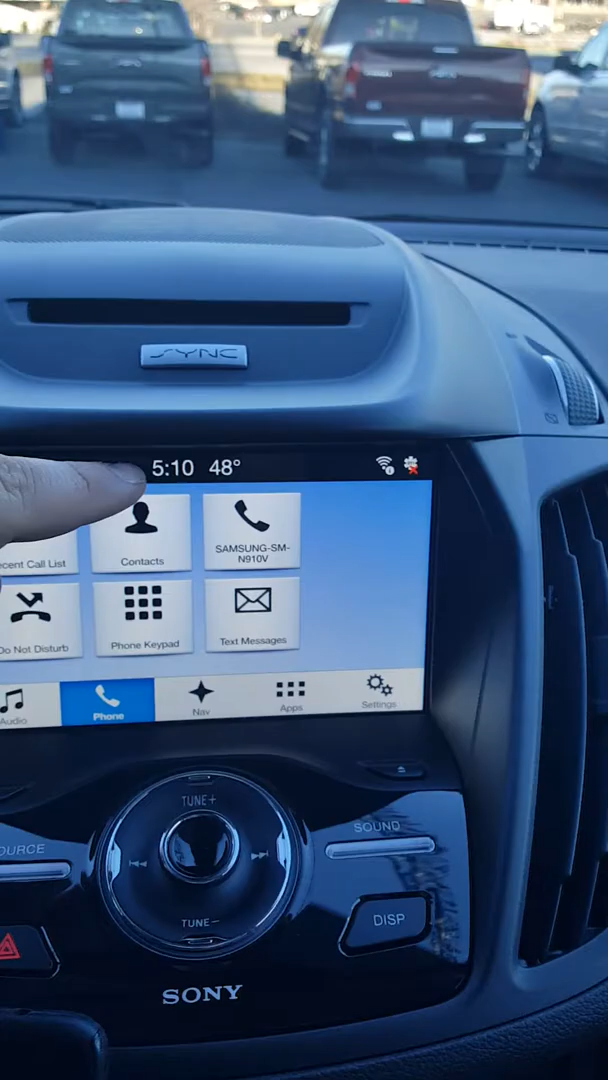 SYNC
5:10 48°
ecent Call List
Contacts
SAMSUNG-SM-
N910V
Do Not Disturb
Phone Keypad
Text Messages
Audio
Phone
Nav
Apps
Settings
TUNE+
OURCE
SOUND
TUNE-
DISP
SONY